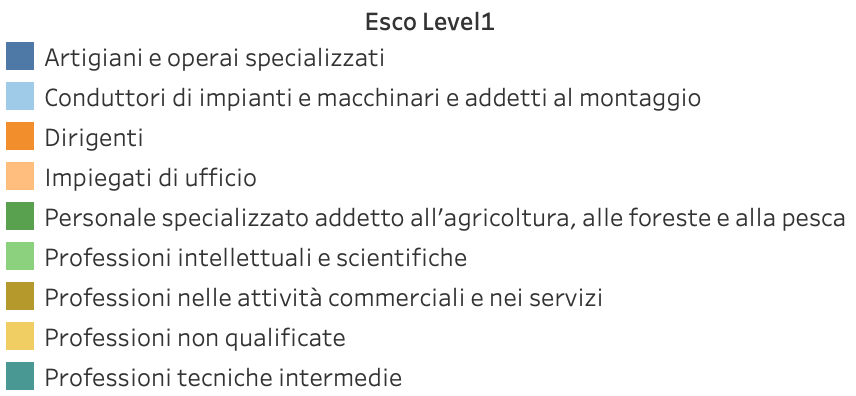 Esco Level1
Artigiani e operai specializzati
Conduttori di impianti e macchinari e addetti al montaggio
Dirigenti
Impiegati di ufficio
Personale specializzato addetto all’agricoltura, alle foreste e alla pesca
Professioni intellettuali e scientifiche
Professioni nelle attività commerciali e nei servizi
Professioni non qualificate
Professioni tecniche intermedie